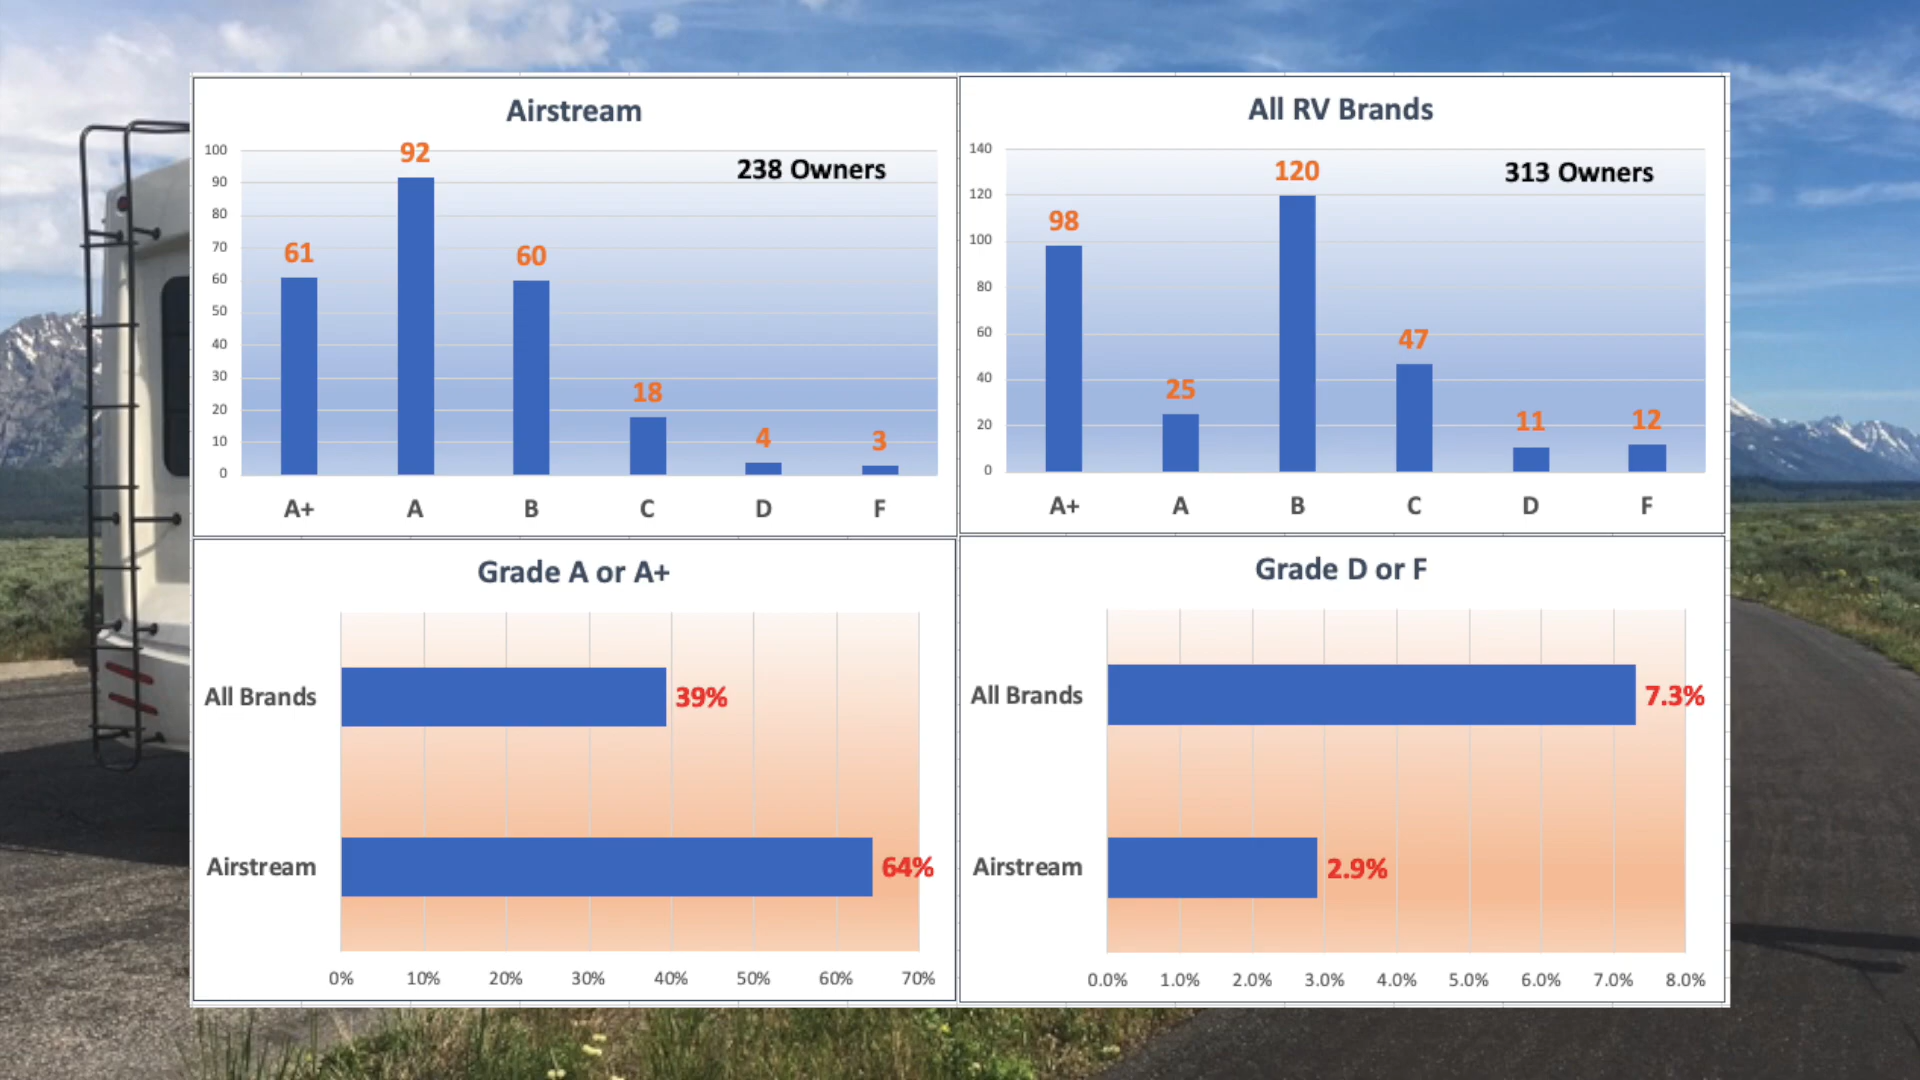 Airstream
238 Owners
100
90
80
70
60
50
40
30
20
10
0
61
92
60
18
4
3
A+ A B C D F
All RV Brands
313 Owners
140
120
100
80
60
40
20
0
98
25
120
47
11
12
A+ A B C D F
Grade A or A+
All Brands
39%
Airstream
64%
0% 10% 20% 30% 40% 50% 60% 70%
Grade D or F
All Brands
7.3%
Airstream
2.9%
0.0% 1.0% 2.0% 3.0% 4.0% 5.0% 6.0% 7.0% 8.0%